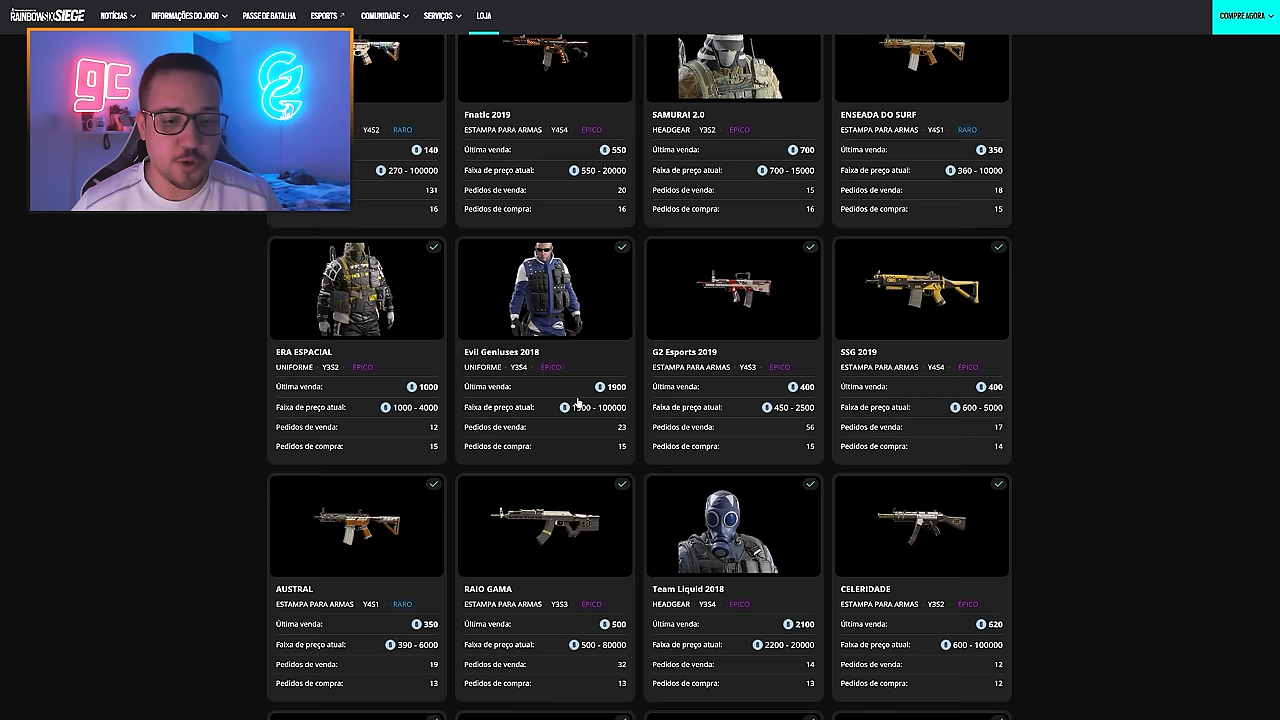 RAINBOWSIX SIEGE NOTÍCIAS INFORMAÇÕES DO JOGO PASSE DE BATALHA ESPORTS COMUNIDADE SERVIÇOS LOJA COMPRE AGORA
gc
Fnatic 2019 SAMURAI 2.0 ENSEADA DO SURF
Y4S2 · RARO ESTAMPA PARA ARMAS · Y4S4 · ÉPICO HEADGEAR · Y3S2 · ÉPICO ESTAMPA PARA ARMAS · Y4S1 · RARO
140 Última venda: 550 Última venda: 700 Última venda: 350
270 - 100000 Faixa de preço atual: 550 - 20000 Faixa de preço atual: 700 - 15000 Faixa de preço atual: 360 - 10000
131 Pedidos de venda: 20 Pedidos de venda: 15 Pedidos de venda: 18
16 Pedidos de compra: 16 Pedidos de compra: 16 Pedidos de compra: 15
ERA ESPACIAL Evil Geniuses 2018 G2 Esports 2019 SSG 2019
UNIFORME · Y3S2 · ÉPICO UNIFORME · Y3S4 · ÉPICO ESTAMPA PARA ARMAS · Y4S3 · ÉPICO ESTAMPA PARA ARMAS · Y4S4 · ÉPICO
Última venda: 1000 Última venda: 1900 Última venda: 400 Última venda: 400
Faixa de preço atual: 1000 - 4000 Faixa de preço atual: - 100000 Faixa de preço atual: 450 - 2500 Faixa de preço atual: 600 - 5000
Pedidos de venda: 12 Pedidos de venda: 23 Pedidos de venda: 56 Pedidos de venda: 17
Pedidos de compra: 15 Pedidos de compra: 15 Pedidos de compra: 15 Pedidos de compra: 14
AUSTRAL RAIO GAMA Team Liquid 2018 CELERIDADE
ESTAMPA PARA ARMAS · Y4S1 · RARO ESTAMPA PARA ARMAS · Y3S3 · ÉPICO HEADGEAR · Y3S4 · ÉPICO ESTAMPA PARA ARMAS · Y3S2 · ÉPICO
Última venda: 350 Última venda: 500 Última venda: 2100 Última venda: 620
Faixa de preço atual: 390 - 6000 Faixa de preço atual: 500 - 80000 Faixa de preço atual: 2200 - 20000 Faixa de preço atual: 600 - 100000
Pedidos de venda: 19 Pedidos de venda: 32 Pedidos de venda: 14 Pedidos de venda: 12
Pedidos de compra: 13 Pedidos de compra: 13 Pedidos de compra: 13 Pedidos de compra: 12